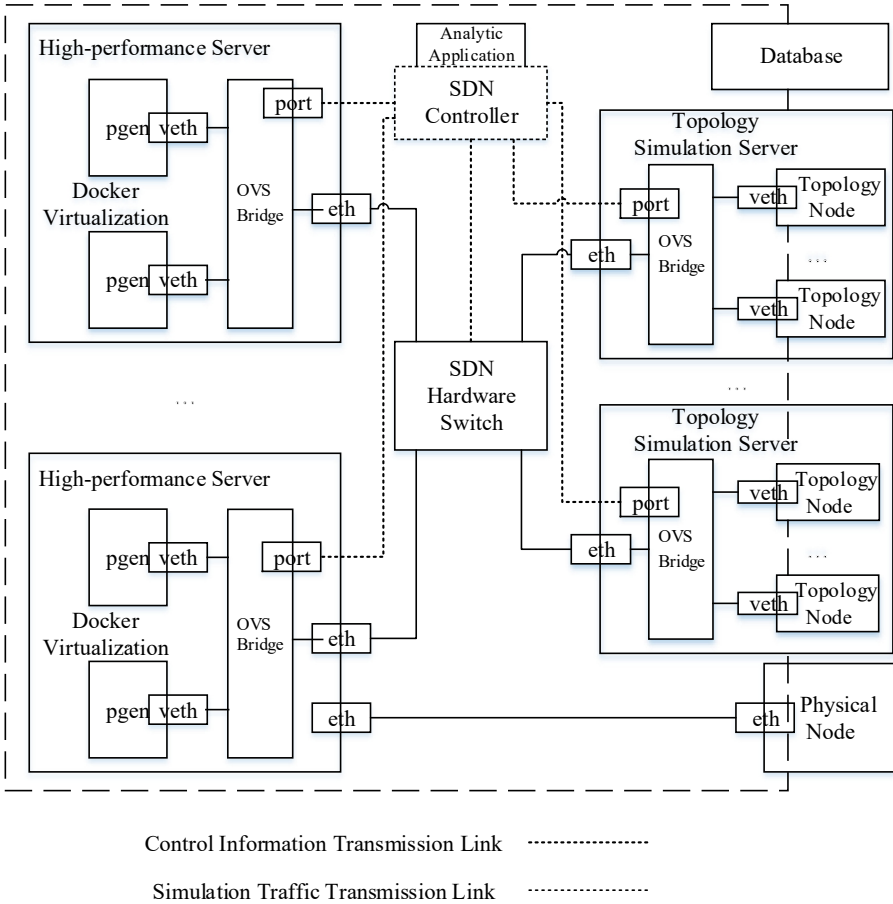 High-performance Server
pgen
veth
port
Docker
Virtualization
OVS
Bridge
eth
pgen
veth
Analytic
Application
SDN
Controller
Database
Topology
Simulation Server
port
OVS
Bridge
eth
veth
Topology
Node
...
veth
Topology
Node
...
SDN
Hardware
Switch
...
High-performance Server
pgen
veth
port
Docker
Virtualization
OVS
Bridge
eth
pgen
veth
eth
Topology
Simulation Server
port
OVS
Bridge
eth
veth
Topology
Node
...
veth
Topology
Node
eth
Physical
Node
Control Information Transmission Link
Simulation Traffic Transmission Link